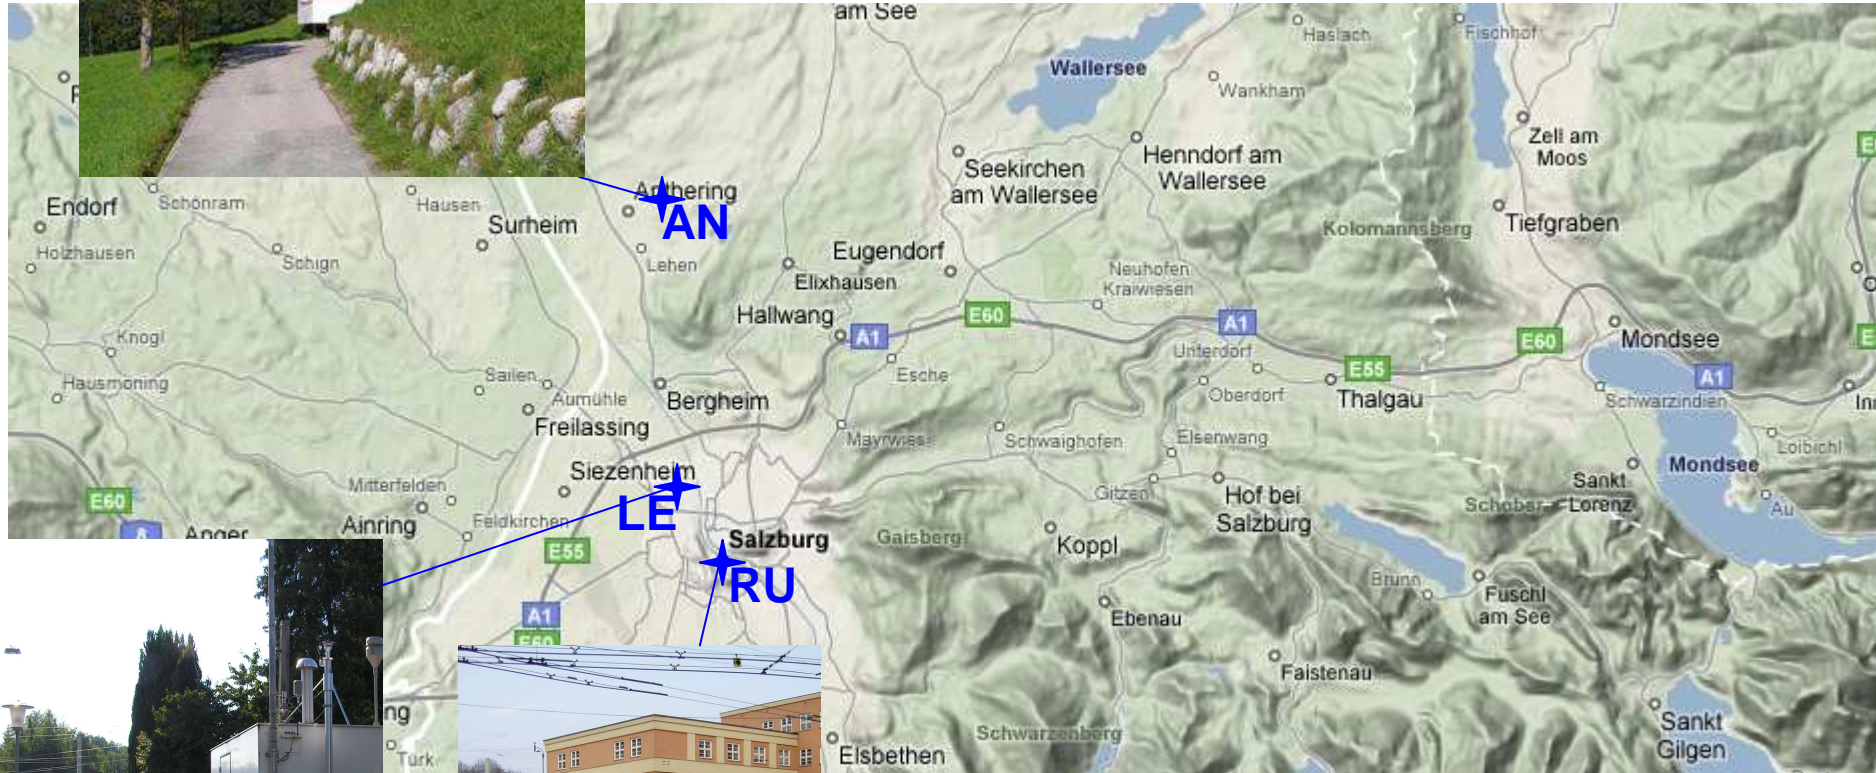 am See
Haslach
Fischhof
Wallersee
Wankham
Zell am
Moos
Seekirchen
am Wallersee
Henndorf am
Wallersee
Anthering
AN
Schönram
Hausen
Endorf
Surheim
Holzhausen
Schign
Lehen
Eugendorf
Elixhausen
Kolomannsberg
Tiefgraben
Neuhofen
Kraiwiesen
Hallwang
A1
E60
A1
E60
Mondsee
Knogl
Unterdorf
E55
A1
Hausmoning
Sailen
Aumühle
Bergheim
Esche
Oberdorf
Thalgau
Schwarzindien
Freilassing
Mayrwies
Schwaighofen
Elsenwang
Loibichl
Siezenheim
Mondsee
Mitterfelden
Gitzen
Hof bei
Salzburg
Sankt
Lorenz
Schober
Au
E60
Ainring
Feldkirchen
LE
Anger
Salzburg
Gaisberg
Koppl
E55
RU
Brunn
Fuschl
am See
A1
E60
Ebenau
Faistenau
Türk
Elsbethen
Schwarzenberg
Sankt
Gilgen